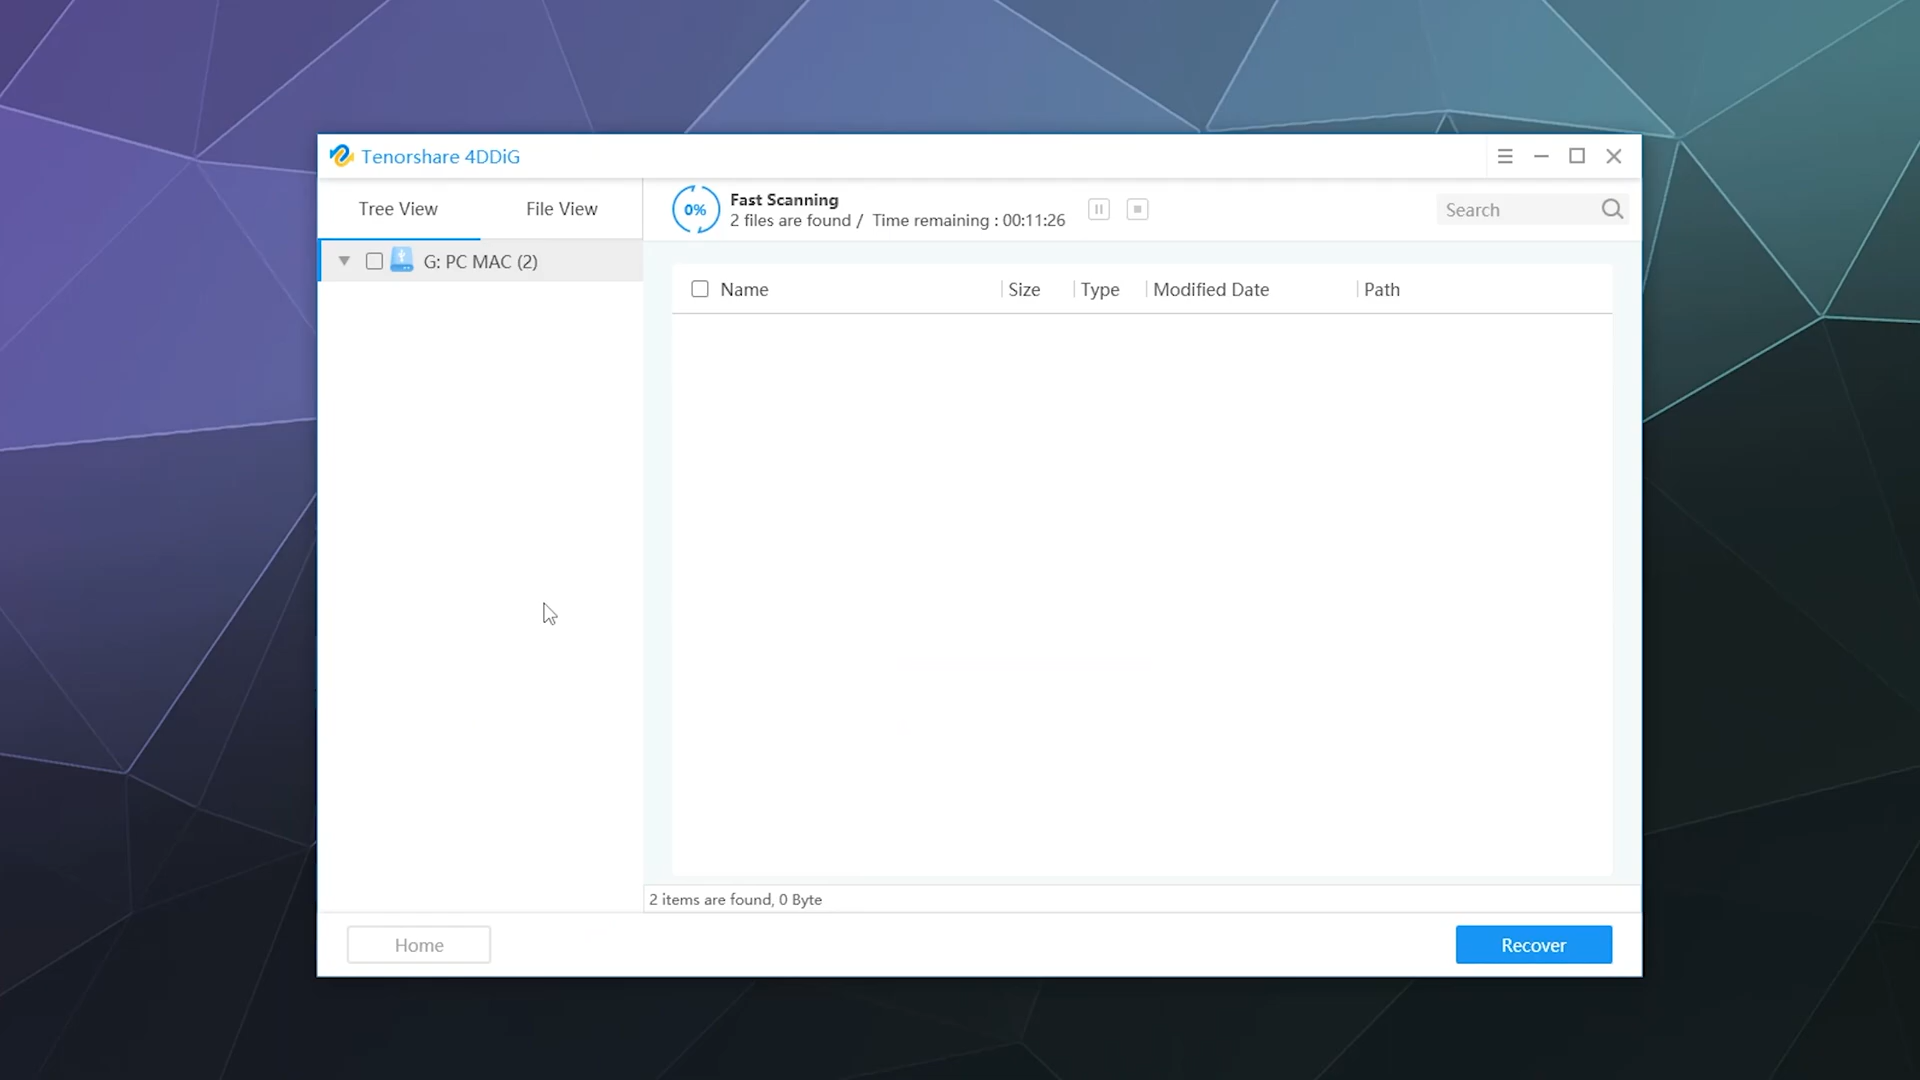 Tenorshare 4DDiG
Tree View
File View
0%
Fast Scanning
2 files are found / Time remaining : 00:11:26
Search
G: PC MAC (2)
Name
Size
Type
Modified Date
Path
2 items are found, 0 Byte
Home
Recover